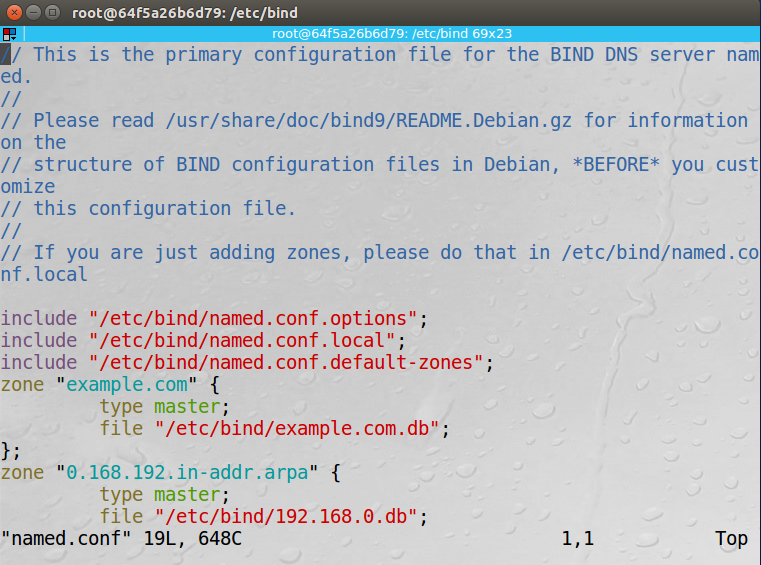 root@64f5a26b6d79: /etc/bind
root@64f5a26b6d79: /etc/bind 69x23
// This is the primary configuration file for the BIND DNS server nam
ed.
//
// Please read /usr/share/doc/bind9/README.Debian.gz for information
on the
// structure of BIND configuration files in Debian, *BEFORE* you cust
omize
// this configuration file.
//
// If you are just adding zones, please do that in /etc/bind/named.co
nf.local

include "/etc/bind/named.conf.options";
include "/etc/bind/named.conf.local";
include "/etc/bind/named.conf.default-zones";
zone "example.com" {
        type master;
        file "/etc/bind/example.com.db";
};
zone "0.168.192.in-addr.arpa" {
        type master;
        file "/etc/bind/192.168.0.db";
"named.conf" 19L, 648C 1,1 Top